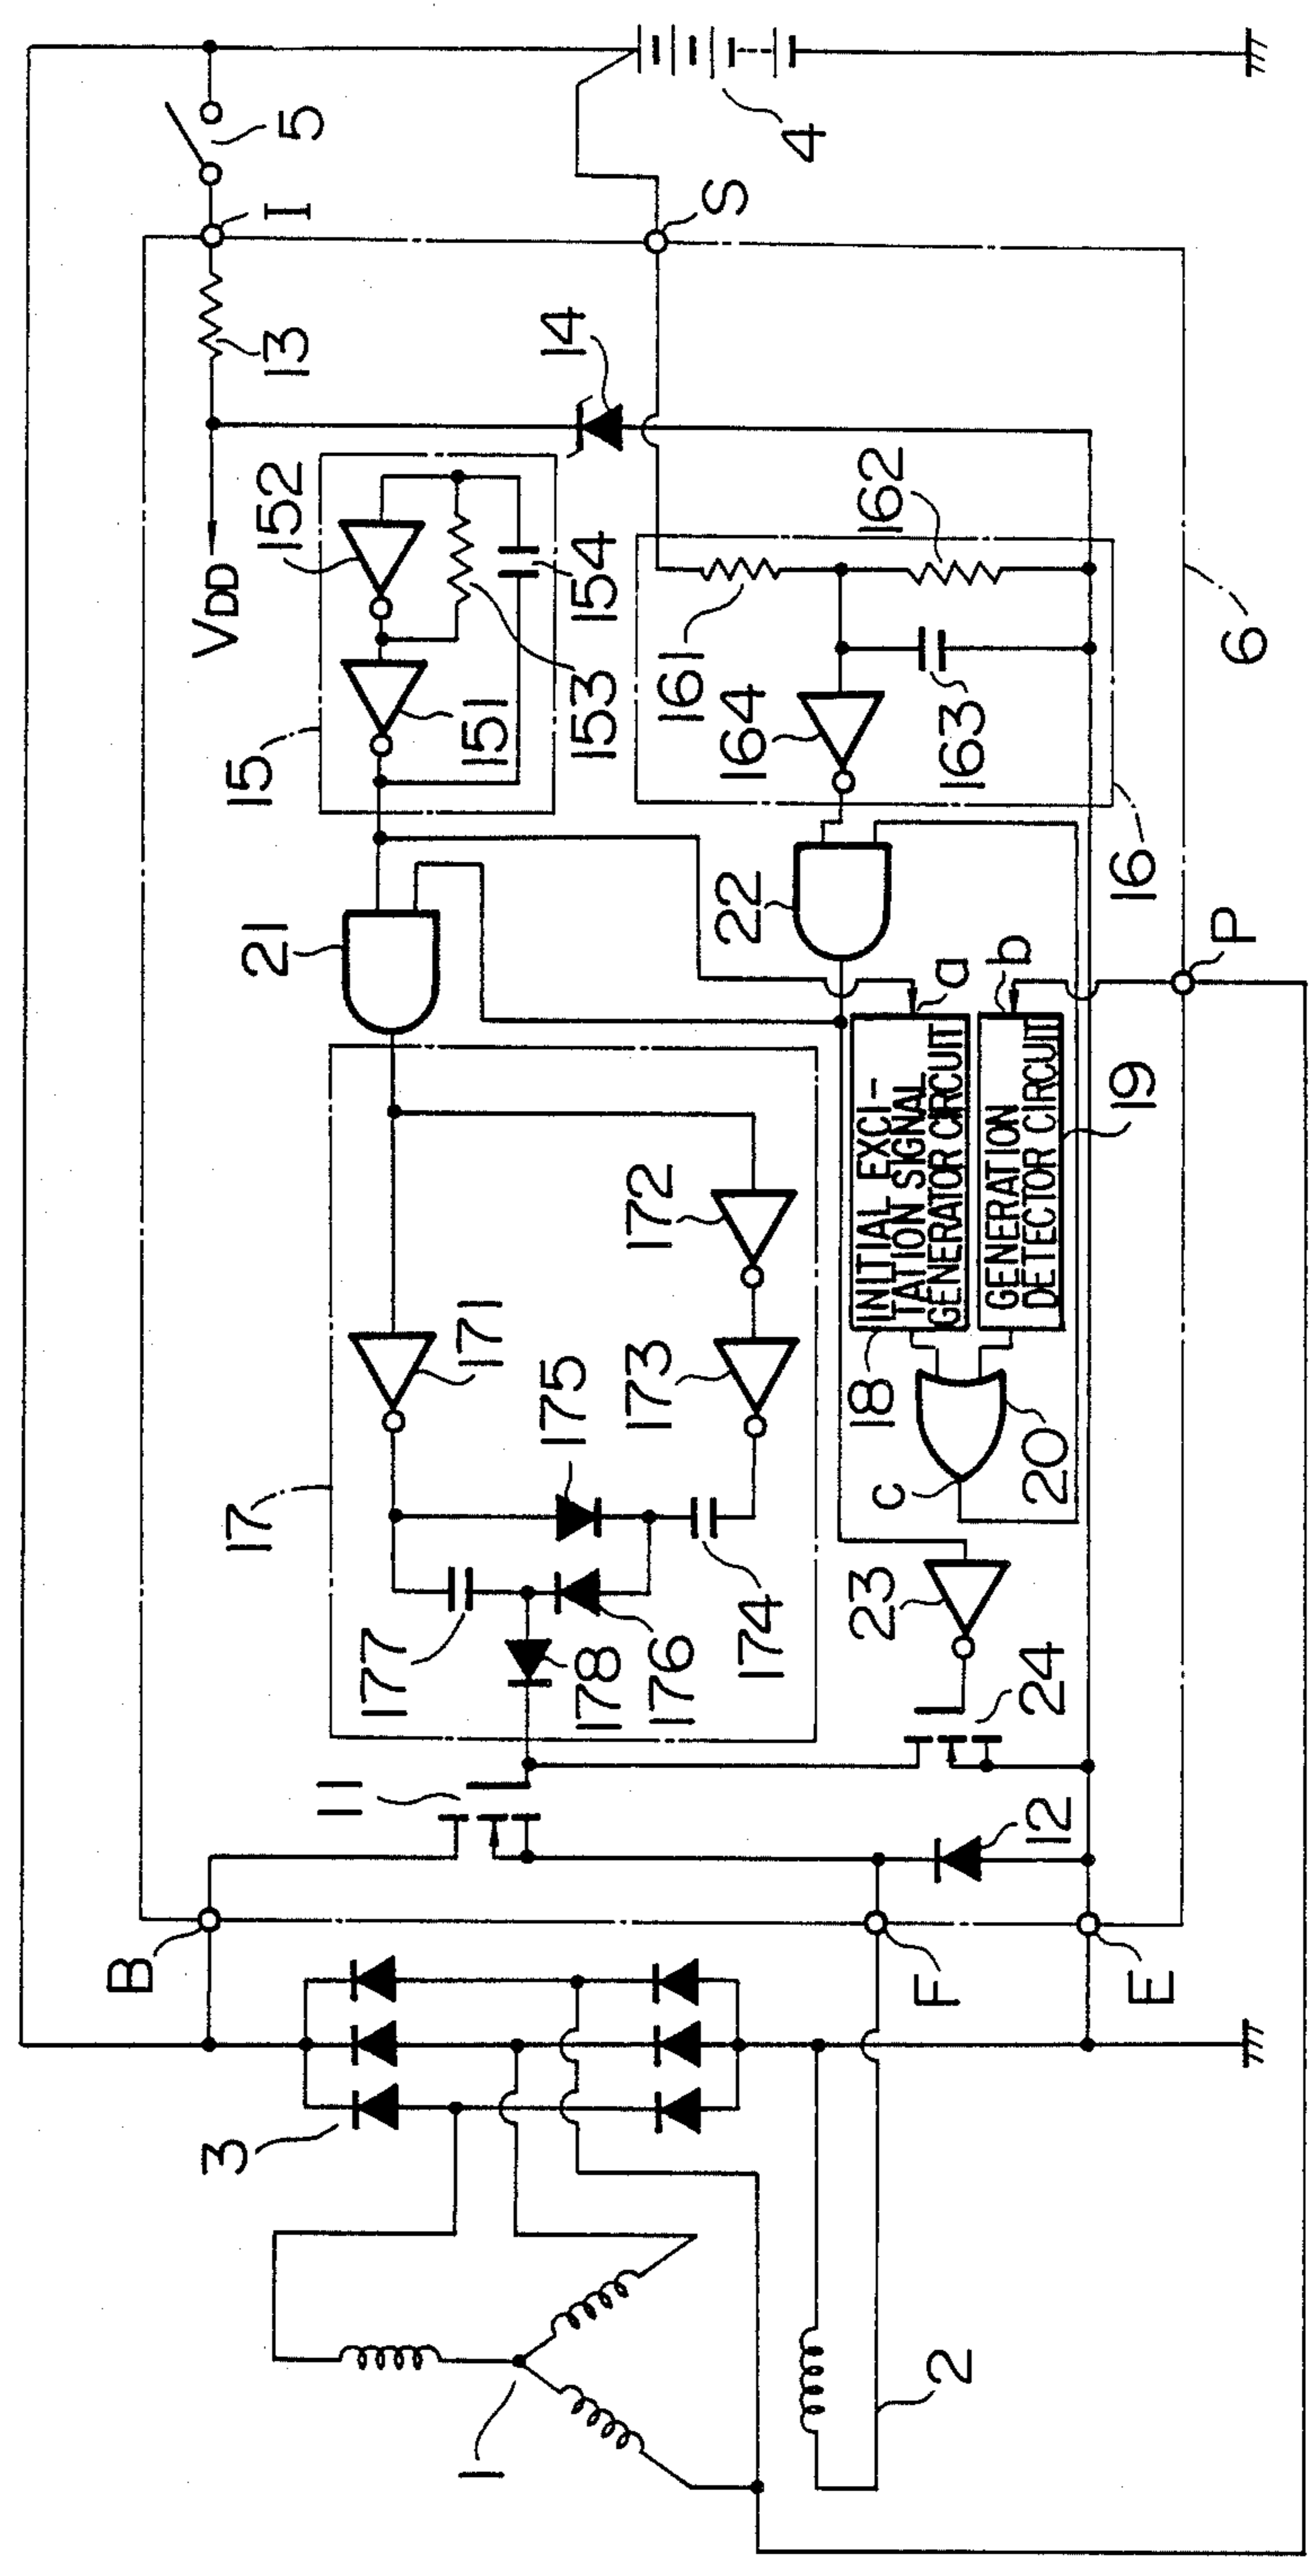 5
I
4
S
13
14
VDD
152
154
153
151
15
162
161
164
163
6
16
21
22
a
b
P
INITIAL EXCI-
TATION SIGNAL
GENERATOR CIRCUIT
GENERATION
DETECTOR CIRCUIT
19
172
171
173
175
17
18
20
c
177
178
176
174
23
24
11
12
B
F
E
3
1
2